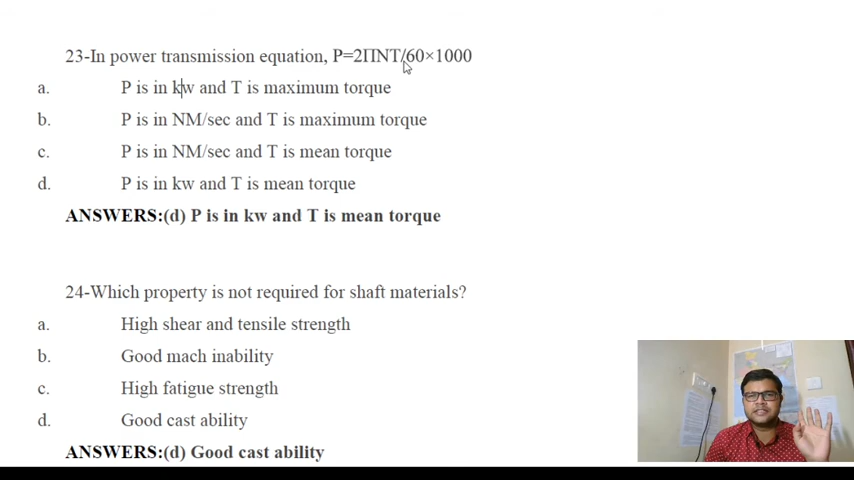 23-In power transmission equation, P=2ΠNT/60×1000
a. P is in kw and T is maximum torque
b. P is in NM/sec and T is maximum torque
c. P is in NM/sec and T is mean torque
d. P is in kw and T is mean torque
ANSWERS:(d) P is in kw and T is mean torque
24-Which property is not required for shaft materials?
a. High shear and tensile strength
b. Good mach inability
c. High fatigue strength
d. Good cast ability
ANSWERS:(d) Good cast ability